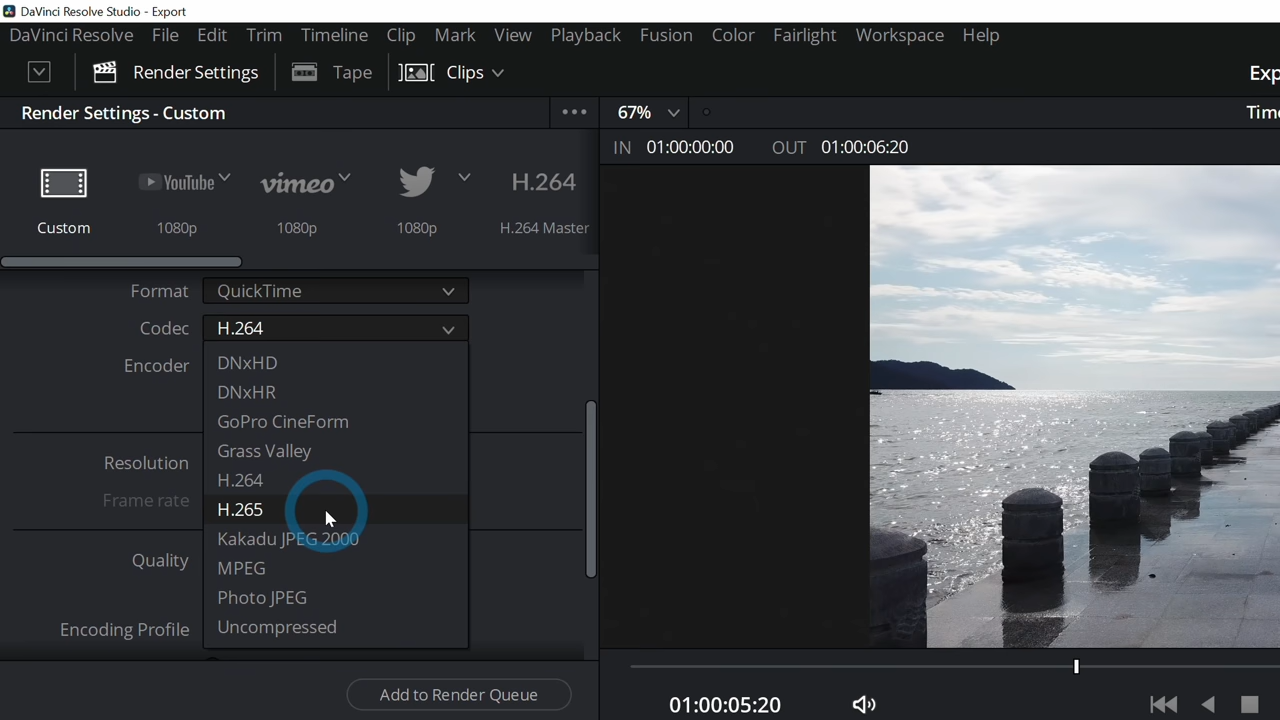 DaVinci Resolve Studio - Export
DaVinci Resolve File Edit Trim Timeline Clip Mark View Playback Fusion Color Fairlight Workspace Help
Render Settings Tape Clips Exp
Render Settings - Custom 67% Time
IN 01:00:00:00 OUT 01:00:06:20
YouTube vimeo H.264
Custom 1080p 1080p 1080p H.264 Master
Format QuickTime
Codec H.264
Encoder DNxHD
DNxHR
GoPro CineForm
Grass Valley
Resolution
H.264
Frame rate H.265
Kakadu JPEG 2000
Quality
MPEG
Photo JPEG
Encoding Profile Uncompressed
Add to Render Queue
01:00:05:20